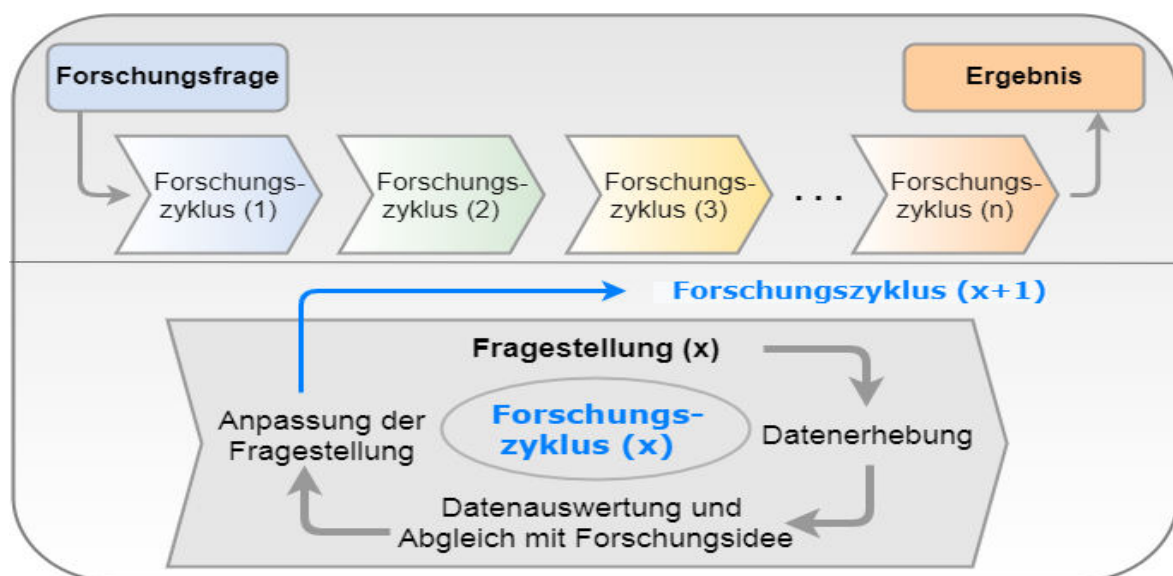 Forschungsfrage
Ergebnis
Forschungs-
zyklus (1)
Forschungs-
zyklus (2)
Forschungs-
zyklus (3)
. . .
Forschungs-
zyklus (n)
Forschungszyklus (x+1)
Fragestellung (x)
Forschungs-
zyklus (x)
Anpassung der
Fragestellung
Datenerhebung
Datenauswertung und
Abgleich mit Forschungsidee